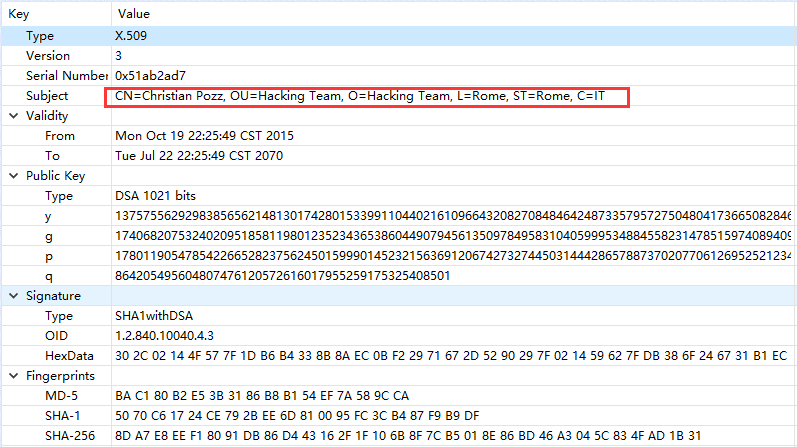 Key Value
Type X.509
Version 3
Serial Number 0x51ab2ad7
Subject CN=Christian Pozz, OU=Hacking Team, O=Hacking Team, L=Rome, ST=Rome, C=IT
Validity
From Mon Oct 19 22:25:49 CST 2015
To Tue Jul 22 22:25:49 CST 2070
Public Key
Type DSA 1021 bits
y 1375755629298385656214813017428015339911044021610966432082708484642487335795727504804173665082846
g 1740682075324020951858119801235234365386044907945613509784958310405999534884558231478515974089409
p 1780119054785422665282375624501599901452321563691206742732744503144428657887370207706126952521234
q 864205495604807476120572616017955259175325408501
Signature
Type SHA1withDSA
OID 1.2.840.10040.4.3
HexData 30 2C 02 14 4F 57 7F 1D B6 B4 33 8B 8A EC 0B F2 29 71 67 2D 52 90 29 7F 02 14 59 62 7F DB 38 6F 24 67 31 B1 EC
Fingerprints
MD-5 BA C1 80 B2 E5 3B 31 86 B8 B1 54 EF 7A 58 9C CA
SHA-1 50 70 C6 17 24 CE 79 2B EE 6D 81 00 95 FC 3C B4 87 F9 B9 DF
SHA-256 8D A7 E8 EE F1 80 91 DB 86 D4 43 16 2F 1F 10 6B 8F 7C B5 01 8E 86 BD 46 A3 04 5C 83 4F AD 1B 31